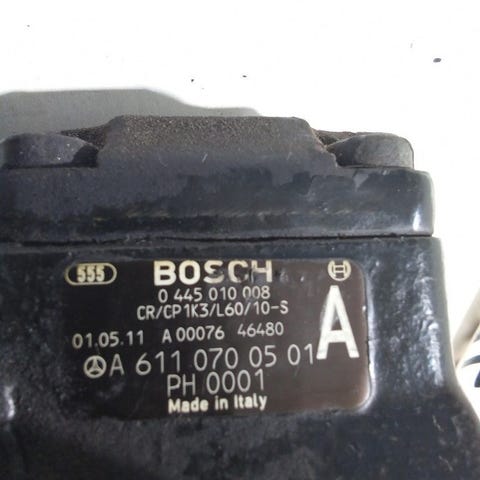 555 BOSCH
0 445 010 008
CR/CP1K3/L60/10-S
01.05.11 A 00076 46480
A 611 070 05 01 A
PH 0001
Made in Italy